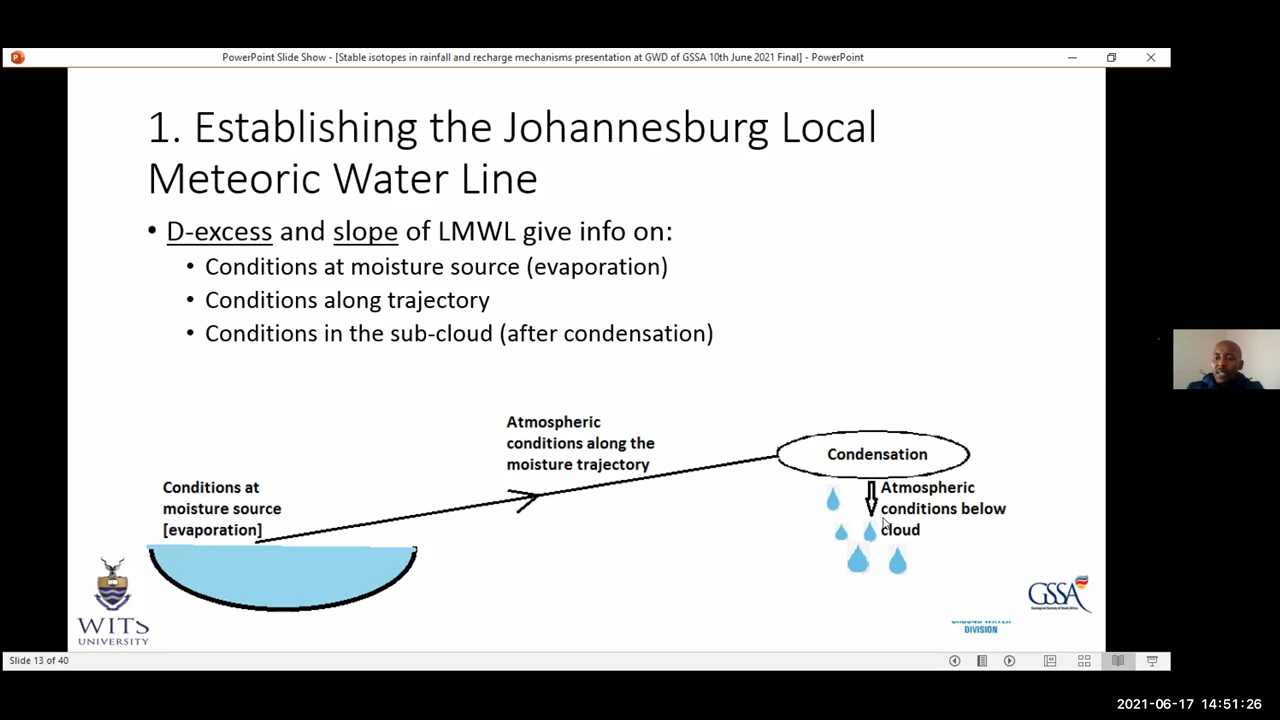 PowerPoint Slide Show - [Stable isotopes in rainfall and recharge mechanisms presentation at GWD of GSSA 10th June 2021 Final] - PowerPoint
1. Establishing the Johannesburg Local
Meteoric Water Line
• D-excess and slope of LMWL give info on:
• Conditions at moisture source (evaporation)
• Conditions along trajectory
• Conditions in the sub-cloud (after condensation)
Atmospheric
conditions along the
moisture trajectory
Condensation
Conditions at
moisture source
[evaporation]
Atmospheric
conditions below
cloud
WITS
UNIVERSITY
GSSA
DIVISION
Slide 13 of 40
2021-06-17 14:51:26